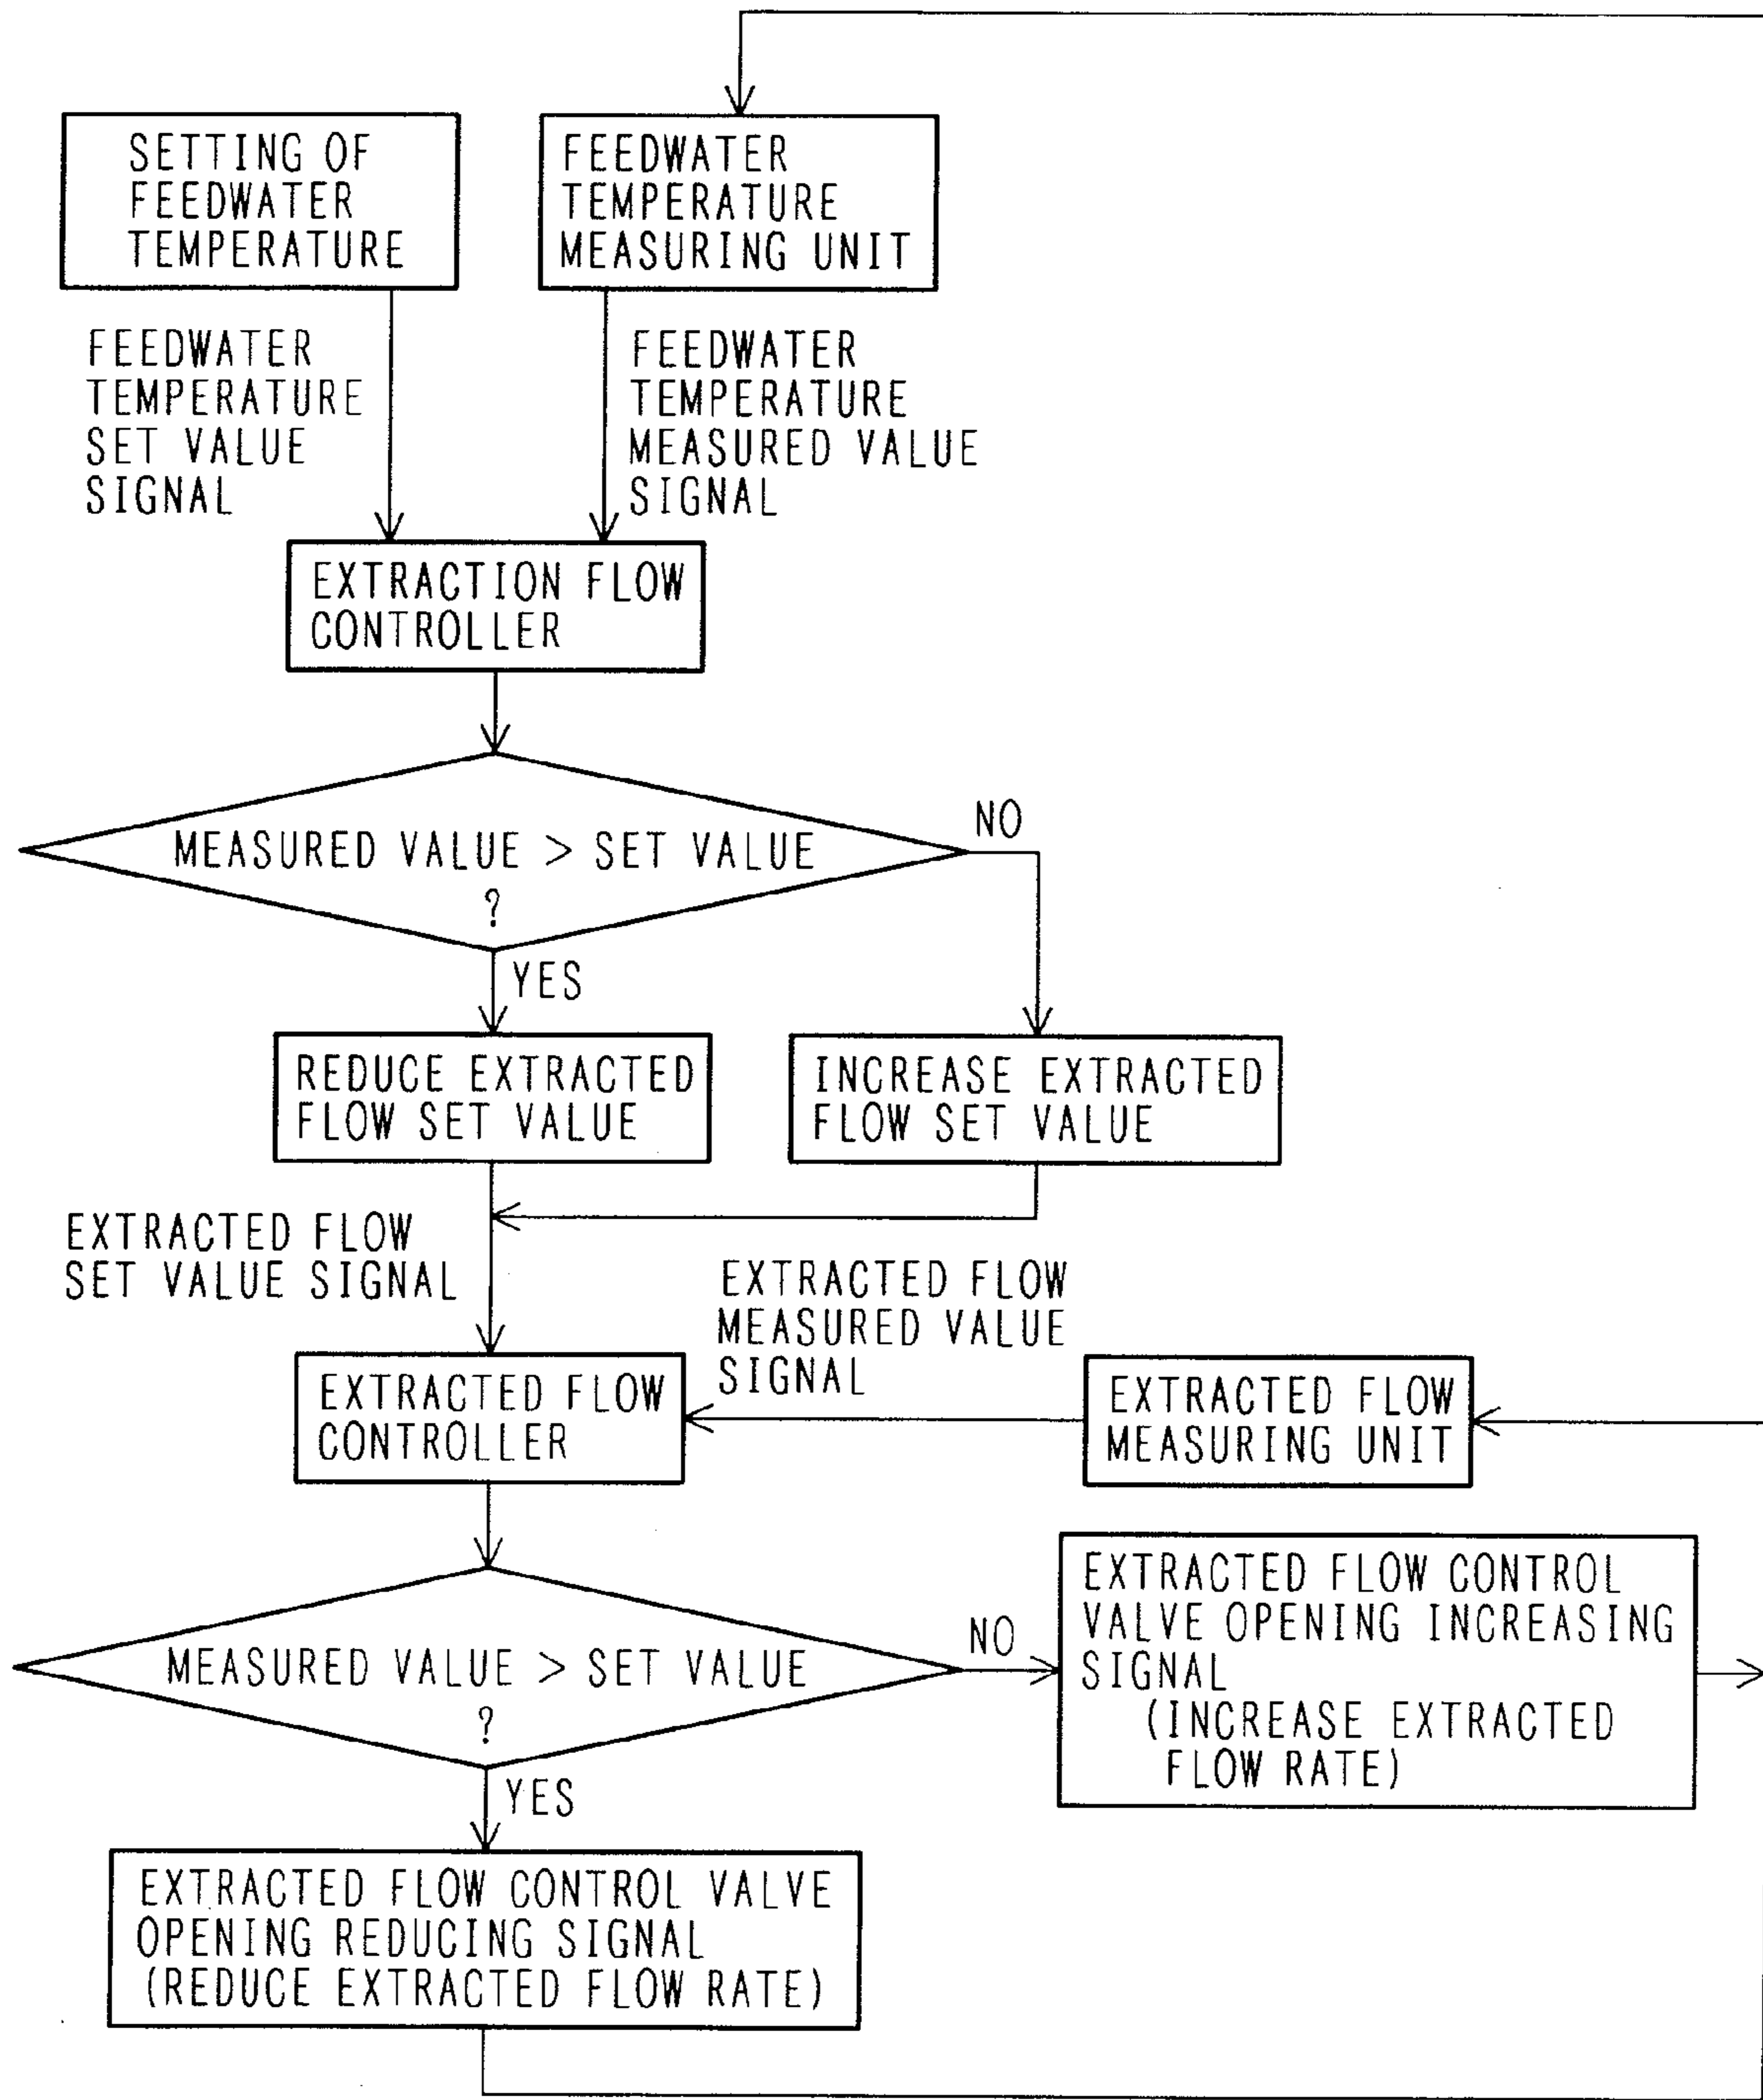 SETTING OF
FEEDWATER
TEMPERATURE
FEEDWATER
TEMPERATURE
MEASURING UNIT
FEEDWATER
TEMPERATURE
SET VALUE
SIGNAL
FEEDWATER
TEMPERATURE
MEASURED VALUE
SIGNAL
EXTRACTION FLOW
CONTROLLER
MEASURED VALUE > SET VALUE
?
NO
YES
REDUCE EXTRACTED
FLOW SET VALUE
INCREASE EXTRACTED
FLOW SET VALUE
EXTRACTED FLOW
SET VALUE SIGNAL
EXTRACTED FLOW
MEASURED VALUE
SIGNAL
EXTRACTED FLOW
CONTROLLER
EXTRACTED FLOW
MEASURING UNIT
MEASURED VALUE > SET VALUE
?
NO
EXTRACTED FLOW CONTROL
VALVE OPENING INCREASING
SIGNAL
(INCREASE EXTRACTED
FLOW RATE)
YES
EXTRACTED FLOW CONTROL VALVE
OPENING REDUCING SIGNAL
(REDUCE EXTRACTED FLOW RATE)